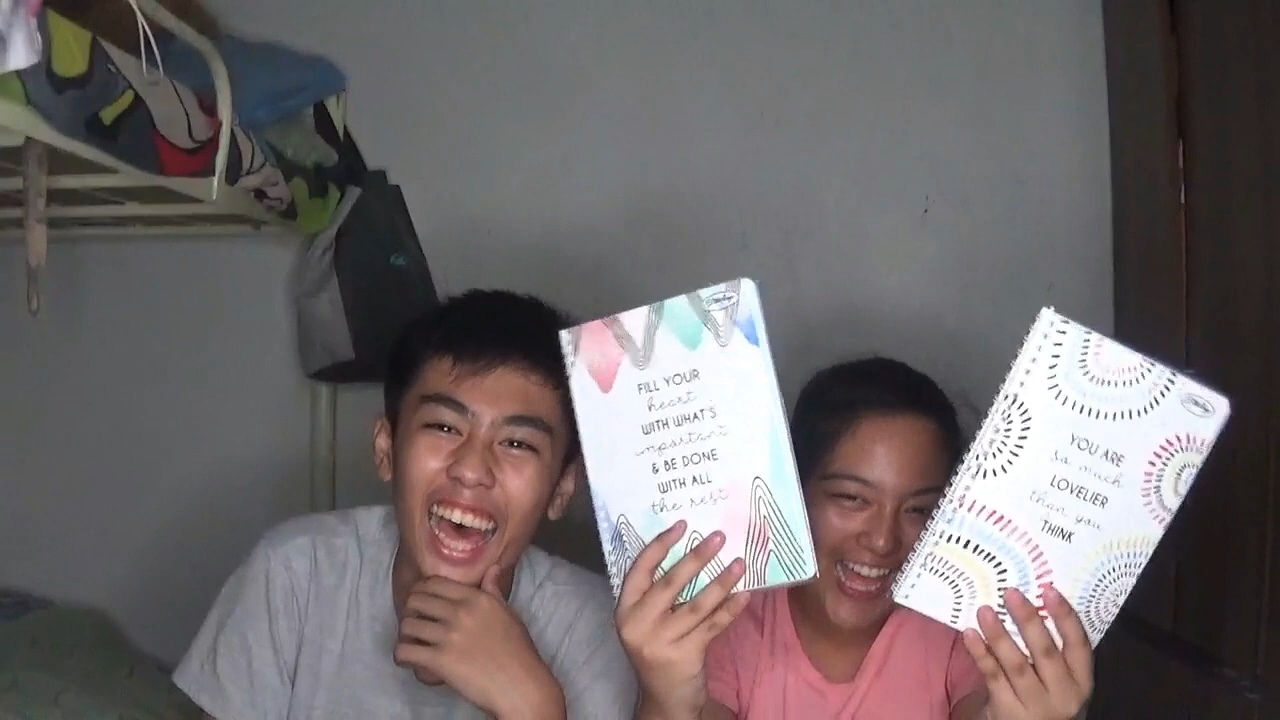 FILL YOUR
heart
WITH WHAT'S
important
& BE DONE
WITH ALL
the rest
YOU ARE
so much
LOVELIER
than you
THINK